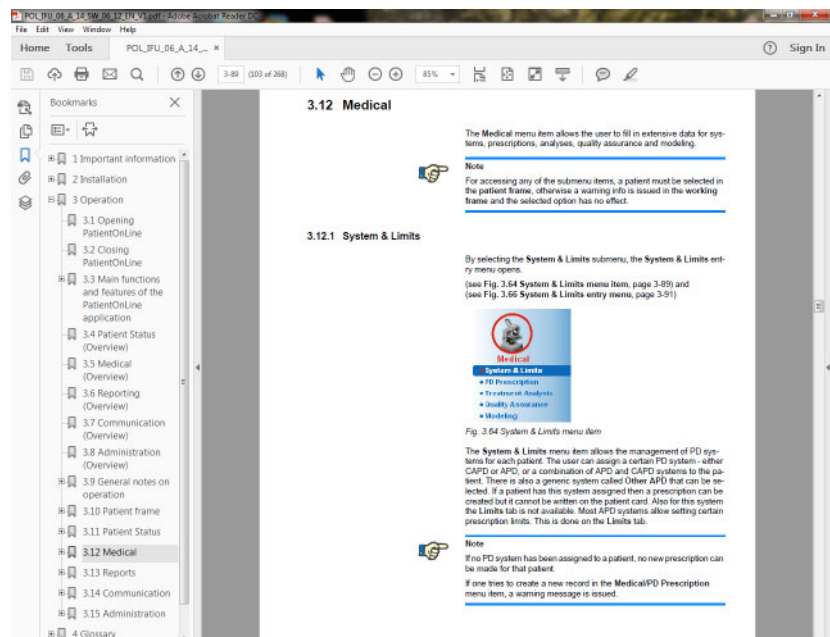 POL_IFU_06_A_14_SW_06_12_EN_V1.pdf - Adobe Acrobat Reader DC
File Edit View Window Help
Home Tools POL_IFU_06_A_14_... × Sign In
3-89 (103 of 268) 85%
Bookmarks
1 Important information
2 Installation
3 Operation
3.1 Opening
PatientOnLine
3.2 Closing
PatientOnLine
3.3 Main functions
and features of the
PatientOnLine
application
3.4 Patient Status
(Overview)
3.5 Medical
(Overview)
3.6 Reporting
(Overview)
3.7 Communication
(Overview)
3.8 Administration
(Overview)
3.9 General notes on
operation
3.10 Patient frame
3.11 Patient Status
3.12 Medical
3.13 Reports
3.14 Communication
3.15 Administration
4 Glossary
3.12 Medical
The Medical menu item allows the user to fill in extensive data for sys-
tems, prescriptions, analyses, quality assurance and modeling.
Note
For accessing any of the submenu items, a patient must be selected in
the patient frame, otherwise a warning info is issued in the working
frame and the selected option has no effect.
3.12.1 System & Limits
By selecting the System & Limits submenu, the System & Limits ent-
ry menu opens.
(see Fig. 3.64 System & Limits menu item, page 3-89) and
(see Fig. 3.66 System & Limits entry menu, page 3-91)
Medical
System & Limits
PD Prescription
Treatment Analysis
Quality Assurance
Modeling
Fig. 3.64 System & Limits menu item
The System & Limits menu item allows the management of PD sys-
tems for each patient. The user can assign a certain PD system - either
CAPD or APD, or a combination of APD and CAPD systems to the pa-
tient. There is also a generic system called Other APD that can be se-
lected. If a patient has this system assigned then a prescription can be
created but it cannot be written on the patient card. Also for this system
the Limits tab is not available. Most APD systems allow setting certain
prescription limits. This is done on the Limits tab.
Note
If no PD system has been assigned to a patient, no new prescription can
be made for that patient.
If one tries to create a new record in the Medical/PD Prescription
menu item, a warning message is issued.